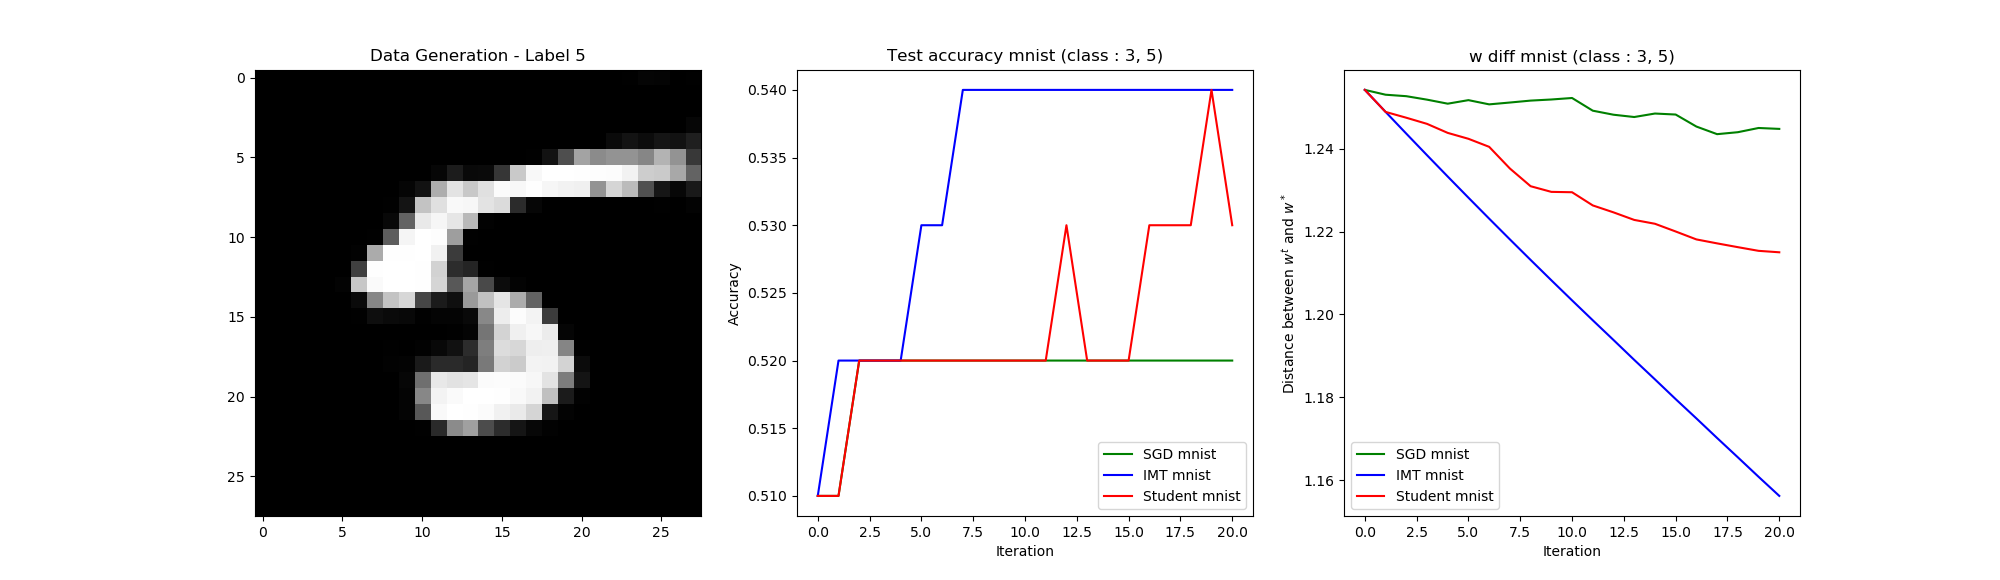 Data Generation - Label 5
0
5
10
15
20
25
0 5 10 15 20 25
Test accuracy mnist (class : 3, 5)
Accuracy
0.540
0.535
0.530
0.525
0.520
0.515
0.510
SGD mnist
IMT mnist
Student mnist
0.0 2.5 5.0 7.5 10.0 12.5 15.0 17.5 20.0
Iteration
w diff mnist (class : 3, 5)
Distance between w^t and w^*
1.24
1.22
1.20
1.18
1.16
SGD mnist
IMT mnist
Student mnist
0.0 2.5 5.0 7.5 10.0 12.5 15.0 17.5 20.0
Iteration